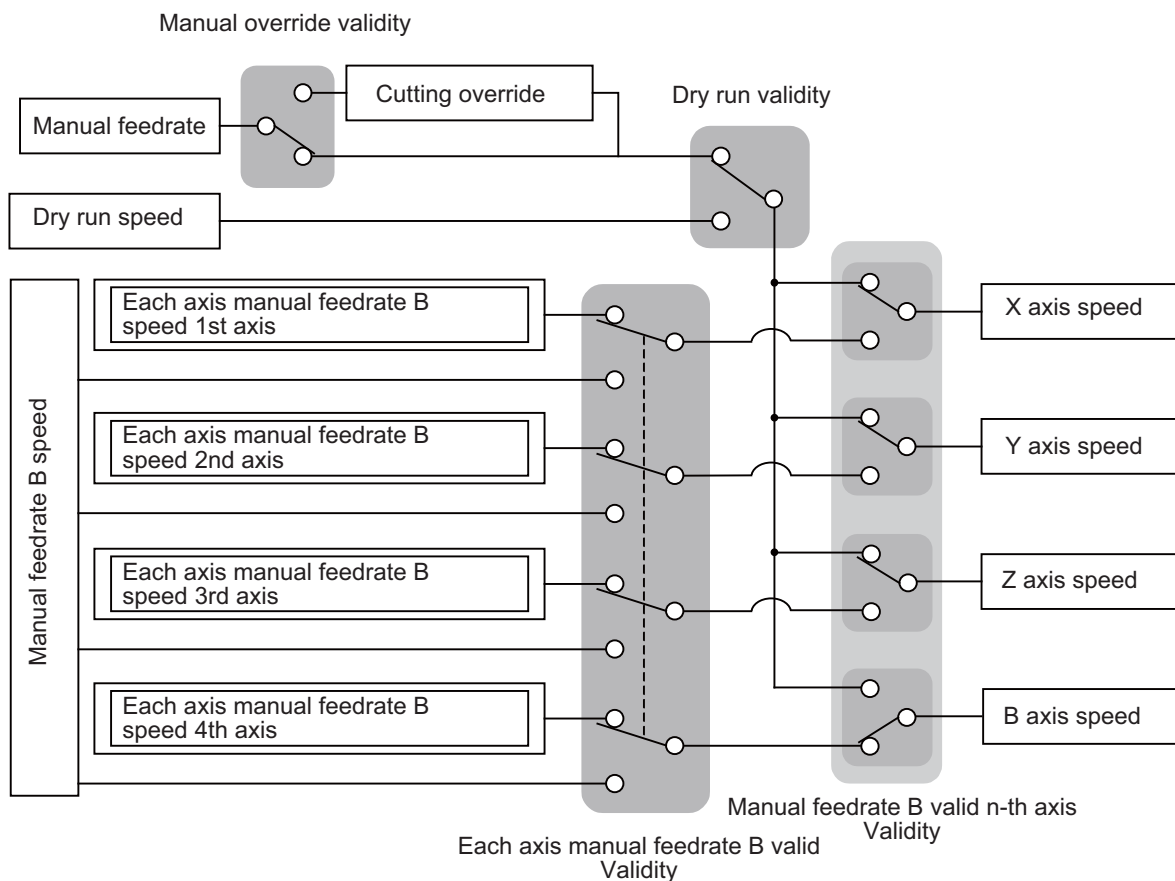 Manual override validity
Cutting override
Manual feedrate
Dry run validity
Dry run speed
Manual feedrate B speed
Each axis manual feedrate B
speed 1st axis
X axis speed
Each axis manual feedrate B
speed 2nd axis
Y axis speed
Each axis manual feedrate B
speed 3rd axis
Z axis speed
Each axis manual feedrate B
speed 4th axis
B axis speed
Manual feedrate B valid n-th axis
Validity
Each axis manual feedrate B valid
Validity